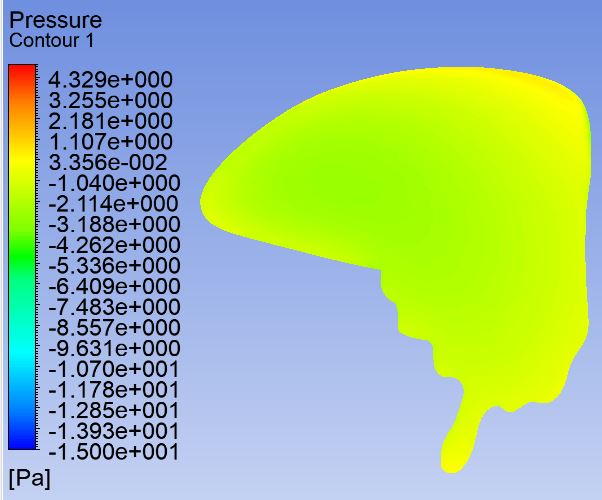 Pressure
Contour 1
4.329e+000
3.255e+000
2.181e+000
1.107e+000
3.356e-002
-1.040e+000
-2.114e+000
-3.188e+000
-4.262e+000
-5.336e+000
-6.409e+000
-7.483e+000
-8.557e+000
-9.631e+000
-1.070e+001
-1.178e+001
-1.285e+001
-1.393e+001
-1.500e+001
[Pa]